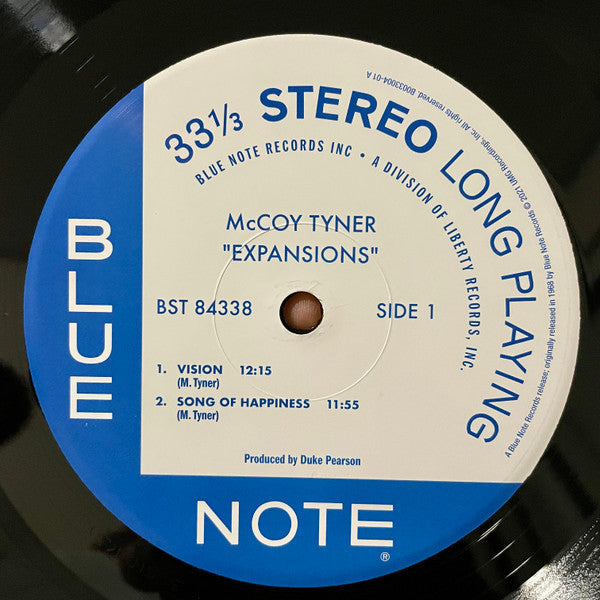 33⅓ STEREO LONG PLAYING
BLUE NOTE RECORDS INC • A DIVISION OF LIBERTY RECORDS, INC.
McCOY TYNER
"EXPANSIONS"
BST 84338 SIDE 1
1. VISION 12:15
(M. Tyner)
2. SONG OF HAPPINESS 11:55
(M. Tyner)
Produced by Duke Pearson
BLUE
NOTE®
A Blue Note Records release; originally released in 1968 by Blue Note Records © 2021 UMG Recordings, Inc. All rights reserved. B0033004-01 A